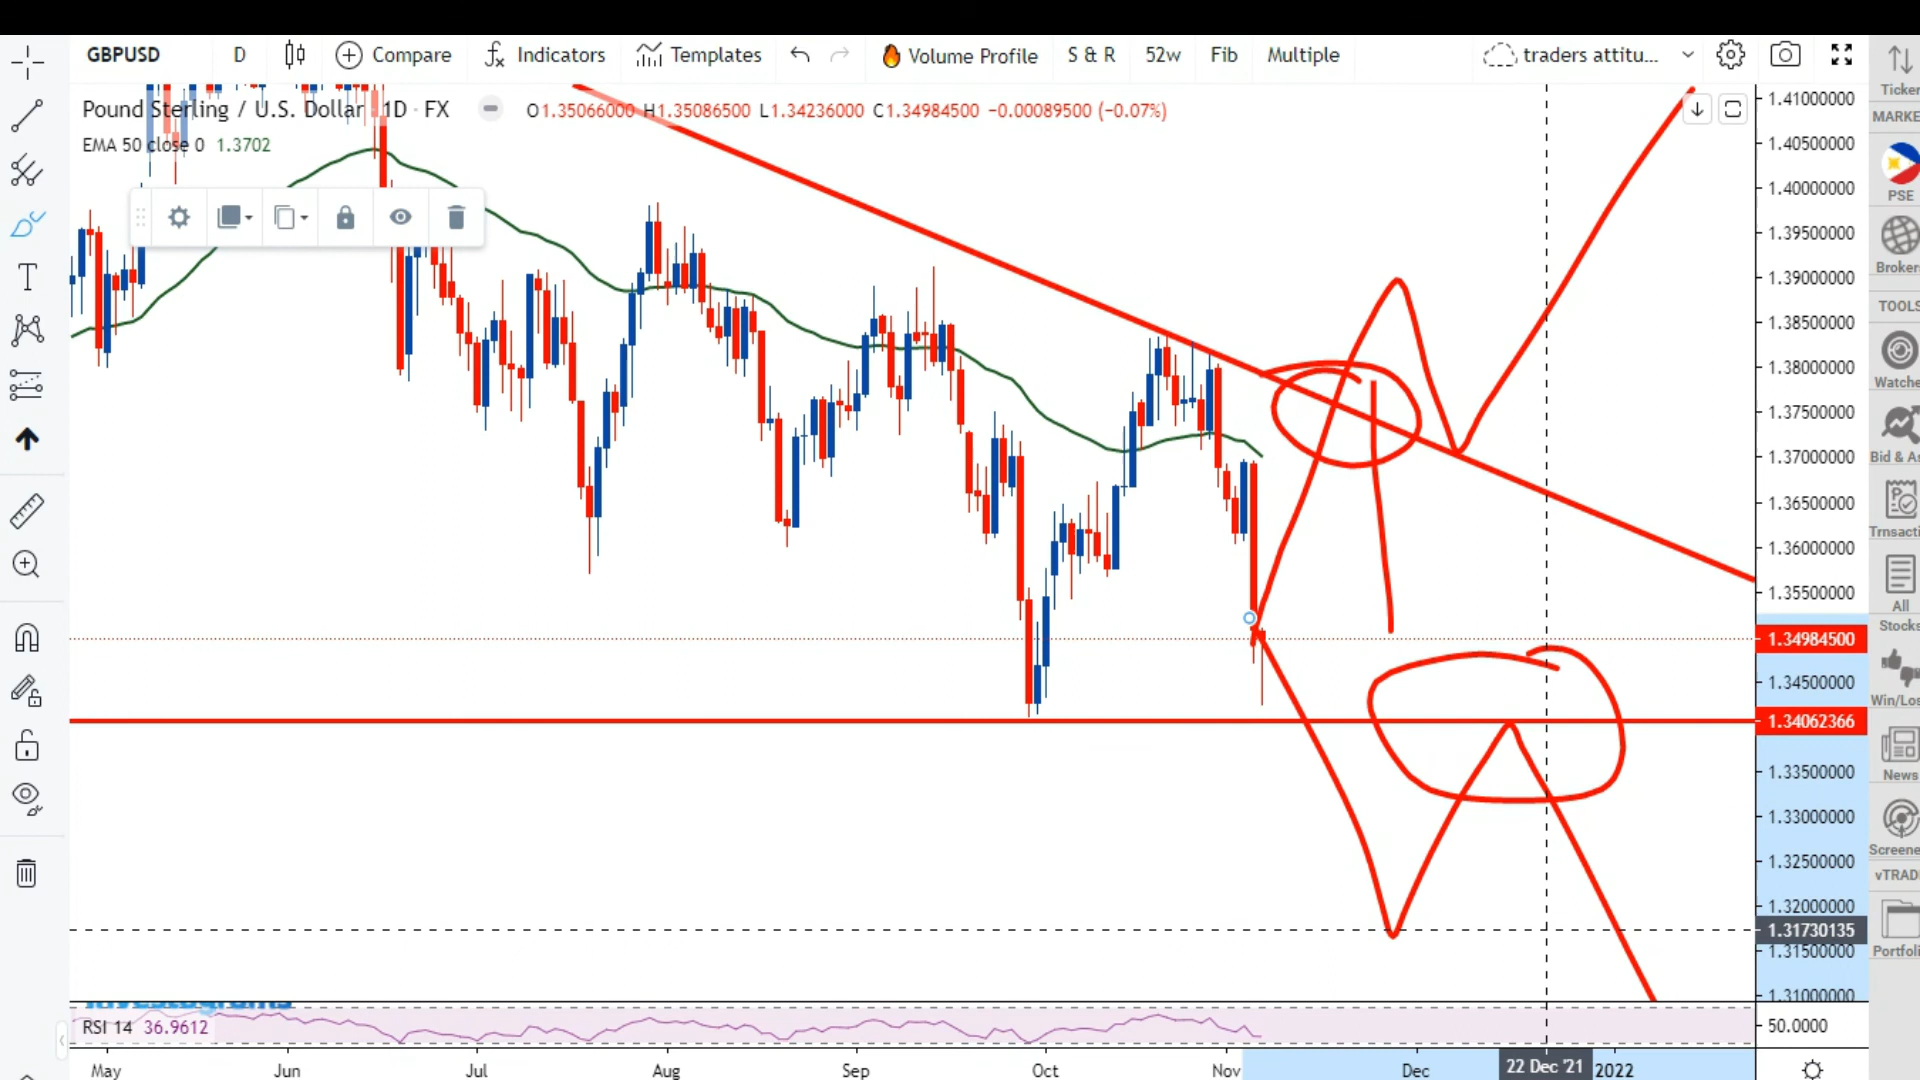 GBPUSD D Compare Indicators Templates Volume Profile S & R 52w Fib Multiple traders attitu...
Pound Sterling / U.S. Dollar 1D · FX O1.35066000 H1.35086500 L1.34236000 C1.34984500 −0.00089500 (−0.07%)
EMA 50 close 0 1.3702
1.41000000
1.40500000
1.40000000
1.39500000
1.39000000
1.38500000
1.38000000
1.37500000
1.37000000
1.36500000
1.36000000
1.35500000
1.34984500
1.34500000
1.34062366
1.33500000
1.33000000
1.32500000
1.32000000
1.31730135
1.31500000
1.31000000
RSI 14 36.9612
50.0000
May Jun Jul Aug Sep Oct Nov Dec 22 Dec '21 2022
Ticker
MARKE
PSE
Broker
TOOLS
Watche
Bid & As
Trnsacti
All
Stocks
Win/Los
News
Screene
vTRAD
Portfoli